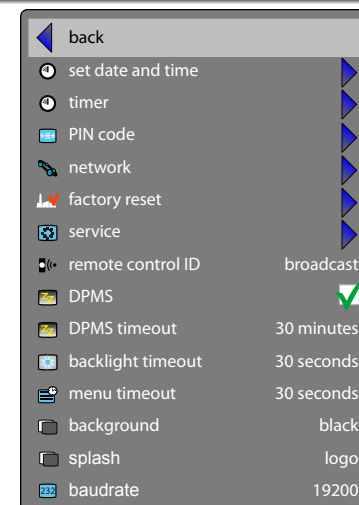 back
set date and time
timer
PIN code
network
factory reset
service
remote control ID broadcast
DPMS
DPMS timeout 30 minutes
backlight timeout 30 seconds
menu timeout 30 seconds
background black
splash logo
232 baudrate 19200